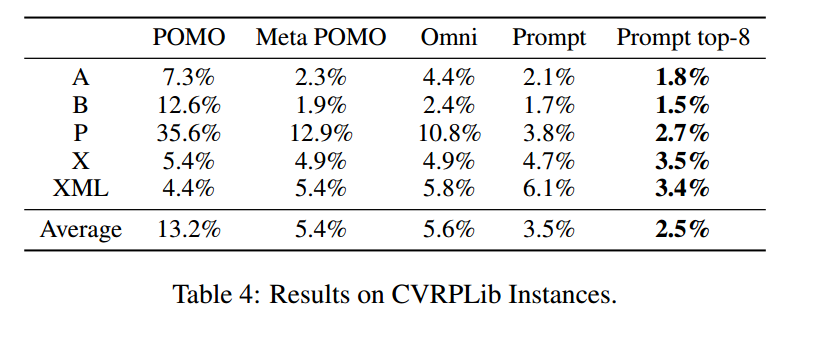 POMO Meta POMO Omni Prompt Prompt top-8
A 7.3% 2.3% 4.4% 2.1% 1.8%
B 12.6% 1.9% 2.4% 1.7% 1.5%
P 35.6% 12.9% 10.8% 3.8% 2.7%
X 5.4% 4.9% 4.9% 4.7% 3.5%
XML 4.4% 5.4% 5.8% 6.1% 3.4%
Average 13.2% 5.4% 5.6% 3.5% 2.5%
Table 4: Results on CVRPLib Instances.